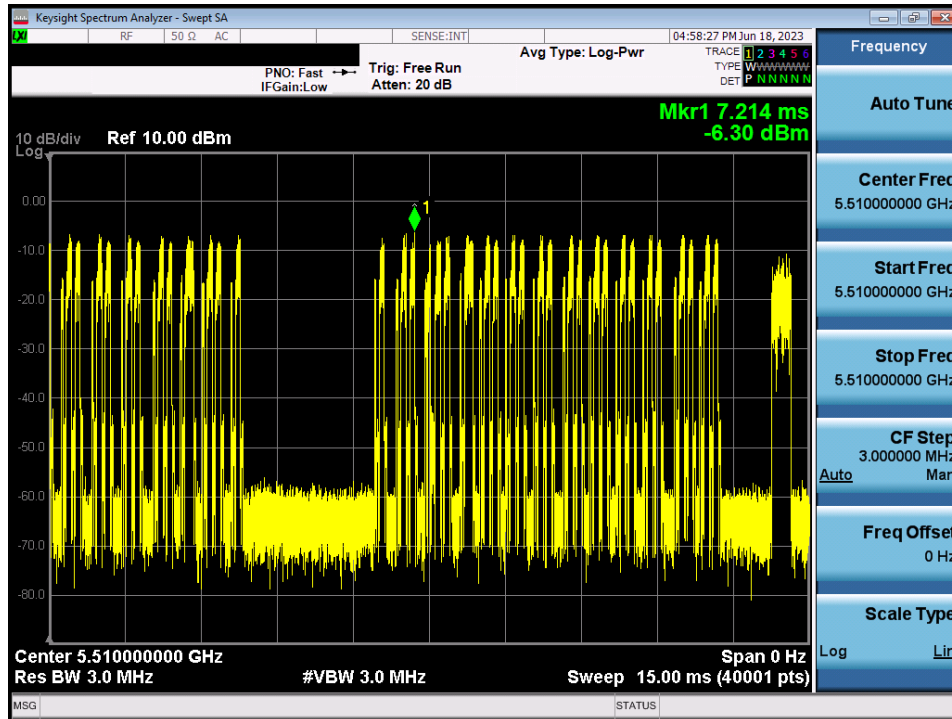 Keysight Spectrum Analyzer - Swept SA
LXI RF 50 Ω AC SENSE:INT 04:58:27 PM Jun 18, 2023
Avg Type: Log-Pwr TRACE 1 2 3 4 5 6
PNO: Fast Trig: Free Run TYPE WWWWWW
IFGain:Low Atten: 20 dB DET P N N N N N
Mkr1 7.214 ms
10 dB/div Ref 10.00 dBm -6.30 dBm
Log
1
0.00
-10.0
-20.0
-30.0
-40.0
-50.0
-60.0
-70.0
-80.0
Center 5.510000000 GHz Span 0 Hz
Res BW 3.0 MHz #VBW 3.0 MHz Sweep 15.00 ms (40001 pts)
MSG STATUS
Frequency
Auto Tune
Center Freq
5.510000000 GHz
Start Freq
5.510000000 GHz
Stop Freq
5.510000000 GHz
CF Step
3.000000 MHz
Auto Man
Freq Offset
0 Hz
Scale Type
Log Lin